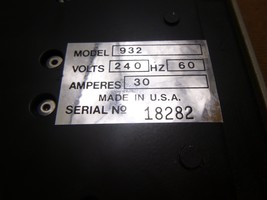 MODEL 932
VOLTS 240 HZ 60
AMPERES 30
MADE IN U.S.A.
SERIAL No 18282